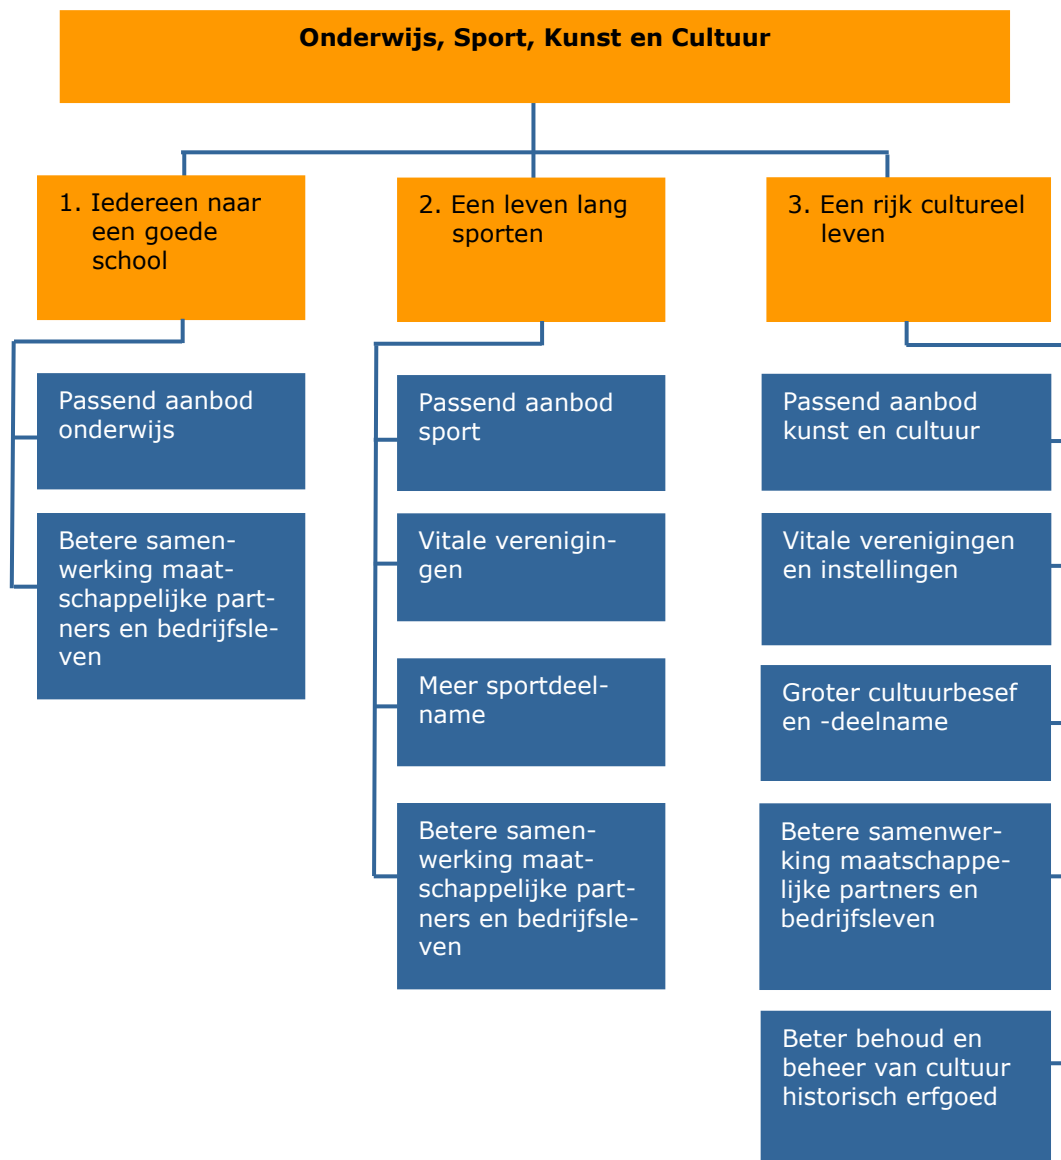 Onderwijs, Sport, Kunst en Cultuur
1. Iedereen naar
een goede
school
Passend aanbod
onderwijs
Betere samen-
werking maat-
schappelijke part-
ners en bedrijfsle-
ven
2. Een leven lang
sporten
Passend aanbod
sport
Vitale verenigin-
gen
Meer sportdeel-
name
Betere samen-
werking maat-
schappelijke part-
ners en bedrijfsle-
ven
3. Een rijk cultureel
leven
Passend aanbod
kunst en cultuur
Vitale verenigingen
en instellingen
Groter cultuurbesef
en -deelname
Betere samenwer-
king maatschappe-
lijke partners en
bedrijfsleven
Beter behoud en
beheer van cultuur
historisch erfgoed